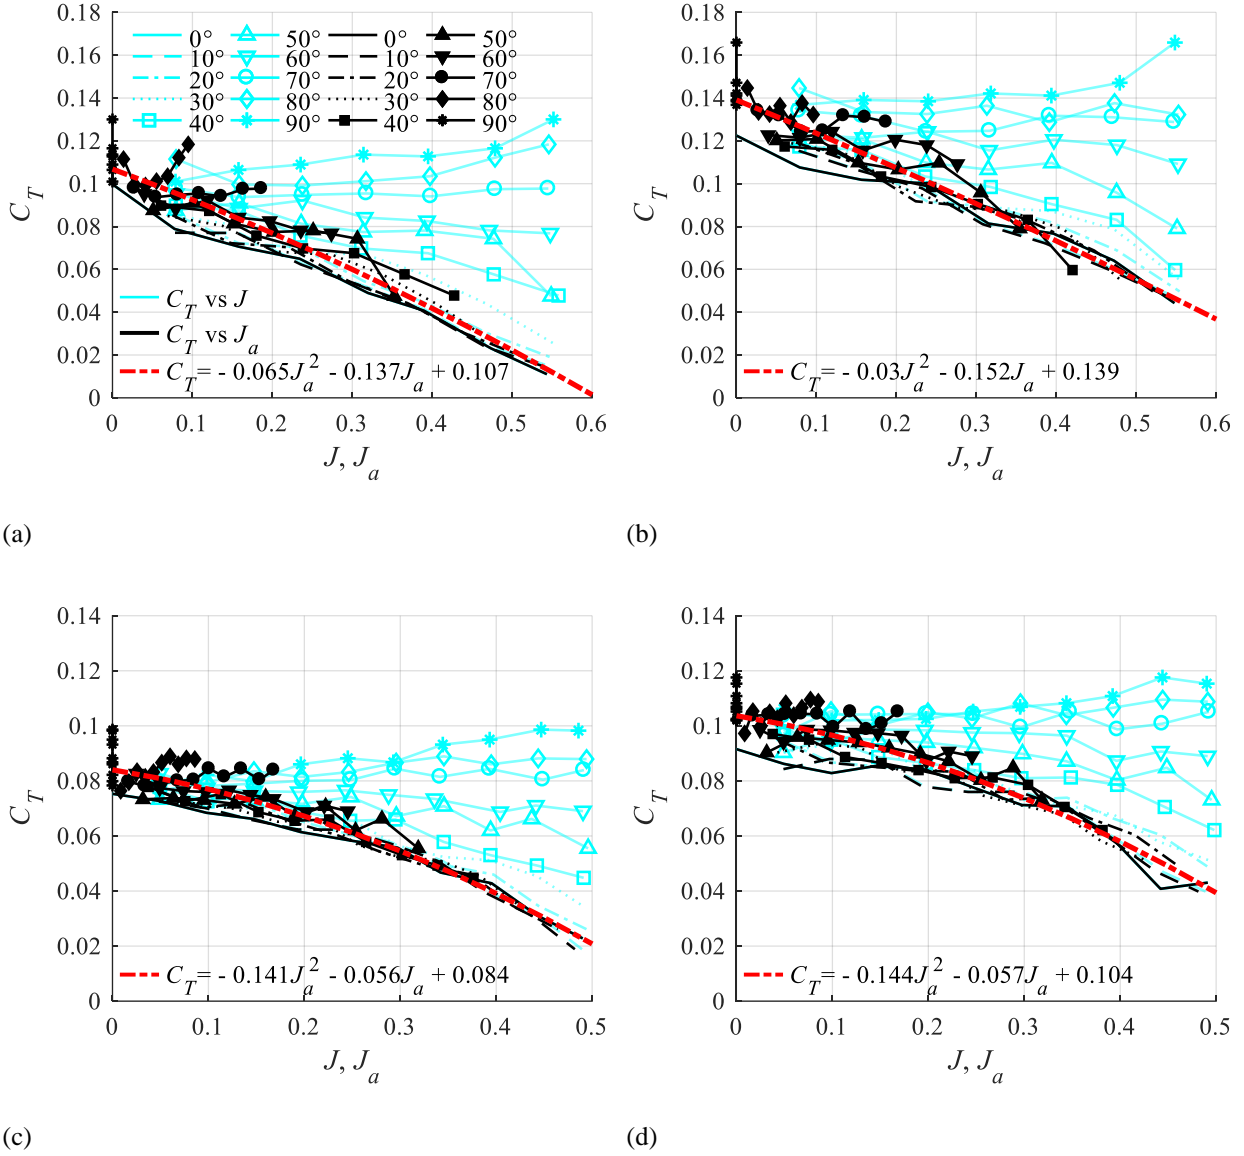 0.18
0.16
0.14
0.12
0.1
0.08
0.06
0.04
0.02
0
C_T
0° 50° 0° 50°
10° 60° 10° 60°
20° 70° 20° 70°
30° 80° 30° 80°
40° 90° 40° 90°
C_T vs J
C_T vs J_a
C_T = - 0.065J_a^2 - 0.137J_a + 0.107
0 0.1 0.2 0.3 0.4 0.5 0.6
J, J_a
(a)
0.18
0.16
0.14
0.12
0.1
0.08
0.06
0.04
0.02
0
C_T
C_T = - 0.03J_a^2 - 0.152J_a + 0.139
0 0.1 0.2 0.3 0.4 0.5 0.6
J, J_a
(b)
0.14
0.12
0.1
0.08
0.06
0.04
0.02
0
C_T
C_T = - 0.141J_a^2 - 0.056J_a + 0.084
0 0.1 0.2 0.3 0.4 0.5
J, J_a
(c)
0.14
0.12
0.1
0.08
0.06
0.04
0.02
0
C_T
C_T = - 0.144J_a^2 - 0.057J_a + 0.104
0 0.1 0.2 0.3 0.4 0.5
J, J_a
(d)